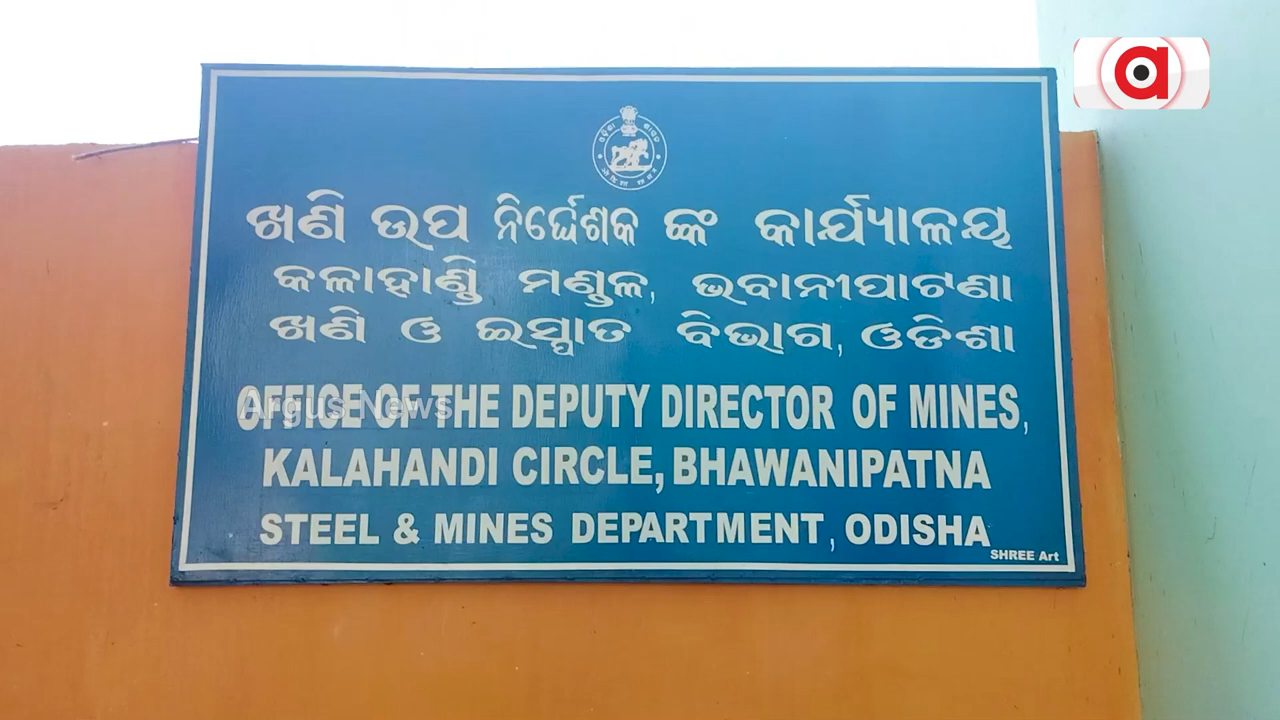 ଖଣି ଉପ ନିର୍ଦ୍ଦେଶକ ଙ୍କ କାର୍ଯ୍ୟାଳୟ
କଳାହାଣ୍ଡି ମଣ୍ଡଳ, ଭବାନୀପାଟଣା
ଖଣି ଓ ଇସ୍ପାତ ବିଭାଗ, ଓଡିଶା
OFFICE OF THE DEPUTY DIRECTOR OF MINES,
Argus News
KALAHANDI CIRCLE, BHAWANIPATNA
STEEL & MINES DEPARTMENT, ODISHA
SHREE Art
a